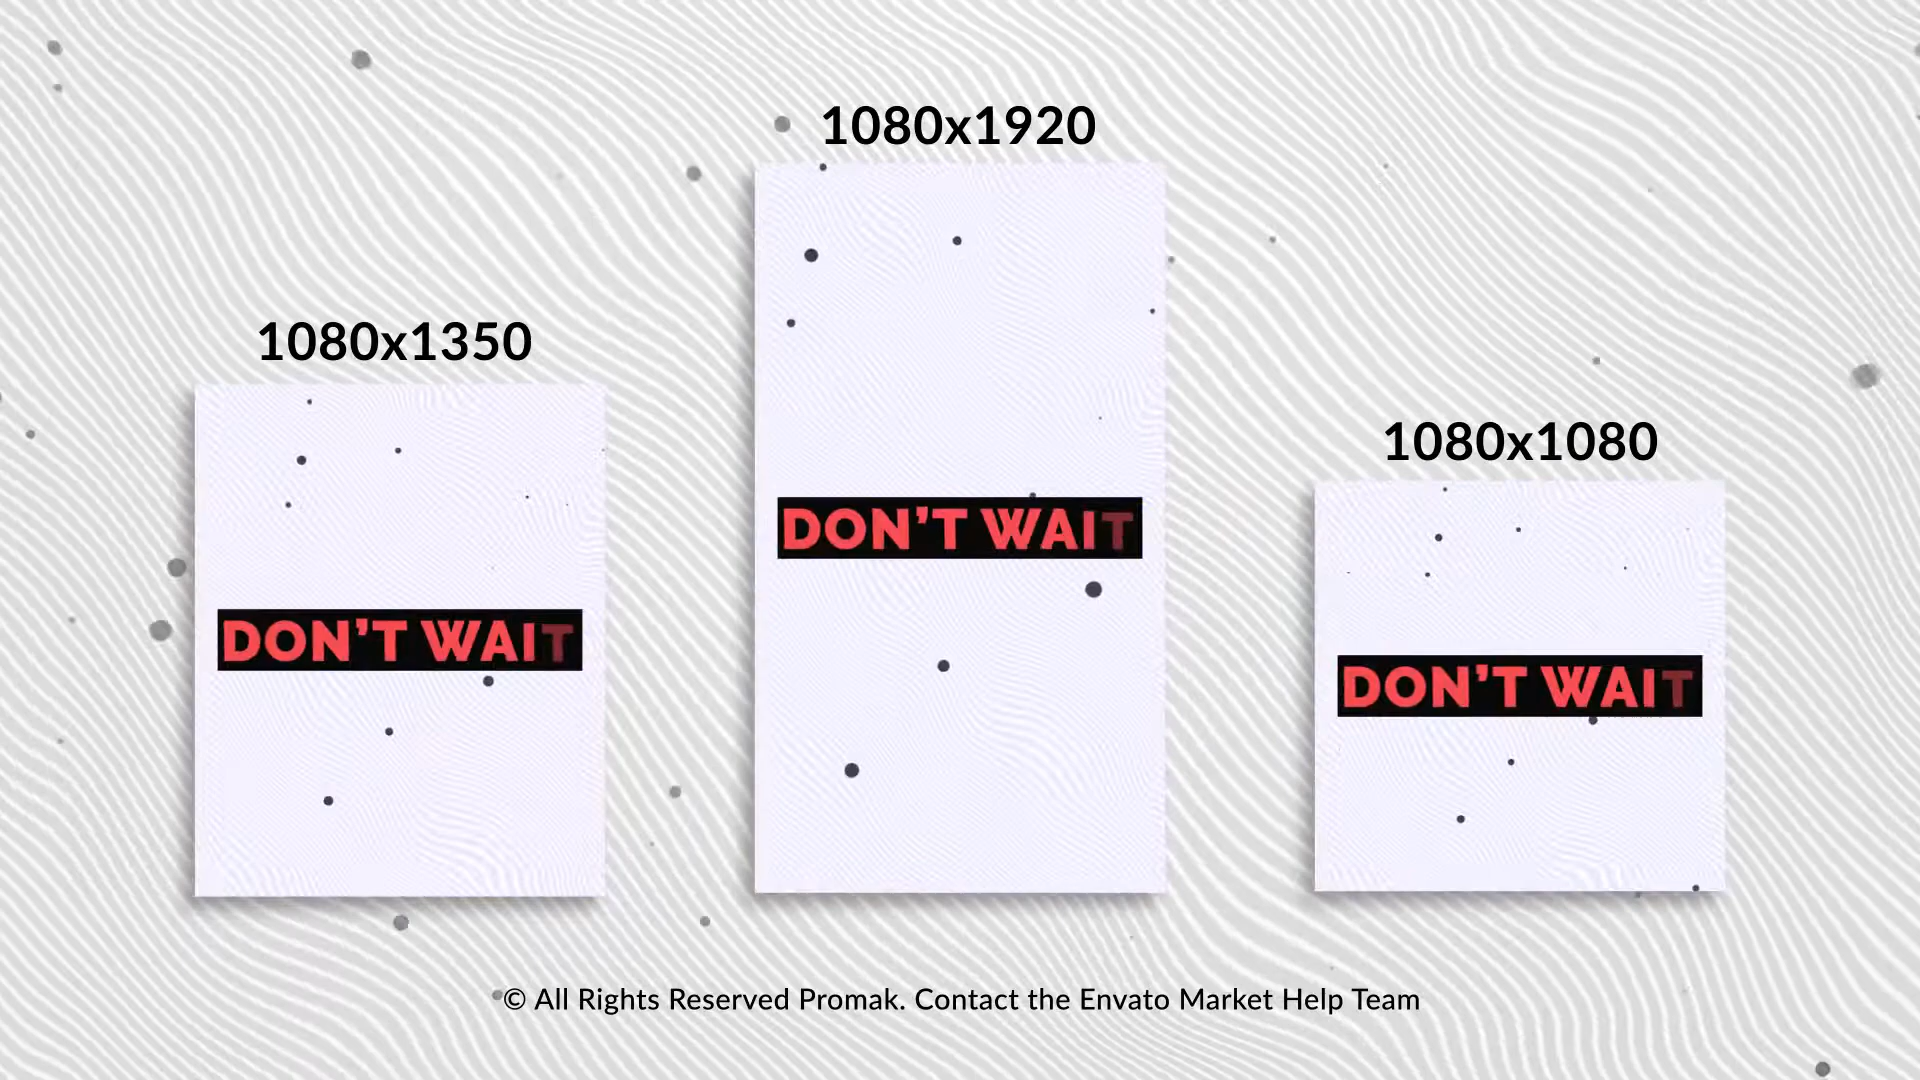 1080x1920
1080x1350
1080x1080
DON'T WAIT
DON'T WAIT
DON'T WAIT
© All Rights Reserved Promak. Contact the Envato Market Help Team